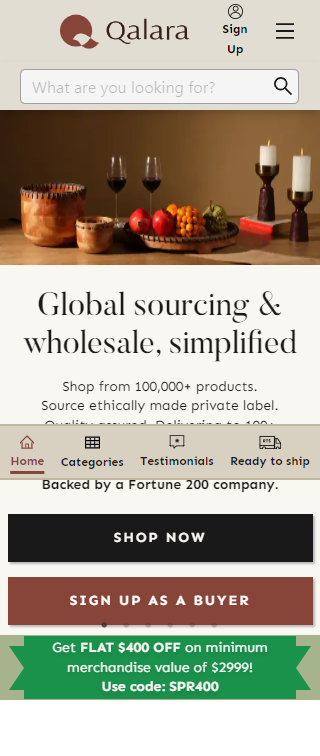 Qalara
Sign
Up
What are you looking for?
Global sourcing &
wholesale, simplified
Shop from 100,000+ products.
Source ethically made private label.
Quality assured. Delivering to 100+
Home
Categories
Testimonials
RTS
Ready to ship
Backed by a Fortune 200 company.
SHOP NOW
SIGN UP AS A BUYER
Get FLAT $400 OFF on minimum
merchandise value of $2999!
Use code: SPR400